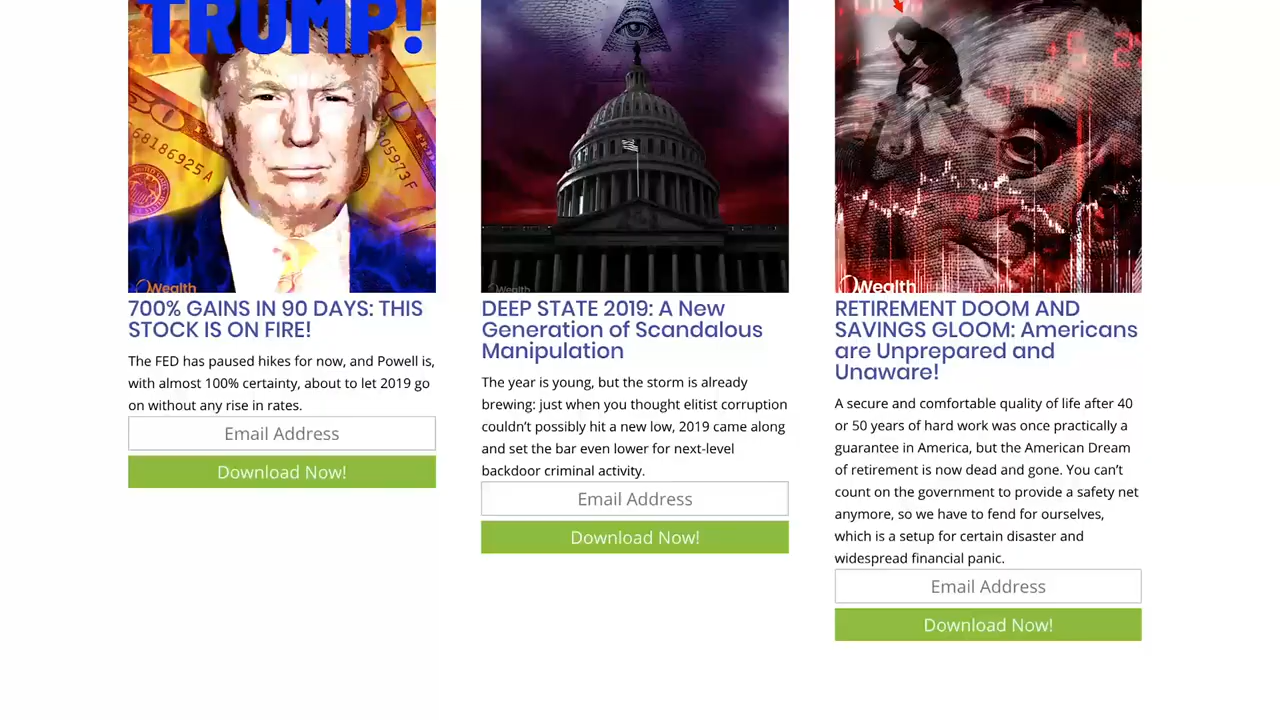 TRUMP!
68186925A
05973F
Wealth
700% GAINS IN 90 DAYS: THIS
STOCK IS ON FIRE!
The FED has paused hikes for now, and Powell is,
with almost 100% certainty, about to let 2019 go
on without any rise in rates.
Email Address
Download Now!
DEEP STATE 2019: A New
Generation of Scandalous
Manipulation
The year is young, but the storm is already
brewing: just when you thought elitist corruption
couldn't possibly hit a new low, 2019 came along
and set the bar even lower for next-level
backdoor criminal activity.
Email Address
Download Now!
Wealth
RETIREMENT DOOM AND
SAVINGS GLOOM: Americans
are Unprepared and
Unaware!
A secure and comfortable quality of life after 40
or 50 years of hard work was once practically a
guarantee in America, but the American Dream
of retirement is now dead and gone. You can't
count on the government to provide a safety net
anymore, so we have to fend for ourselves,
which is a setup for certain disaster and
widespread financial panic.
Email Address
Download Now!